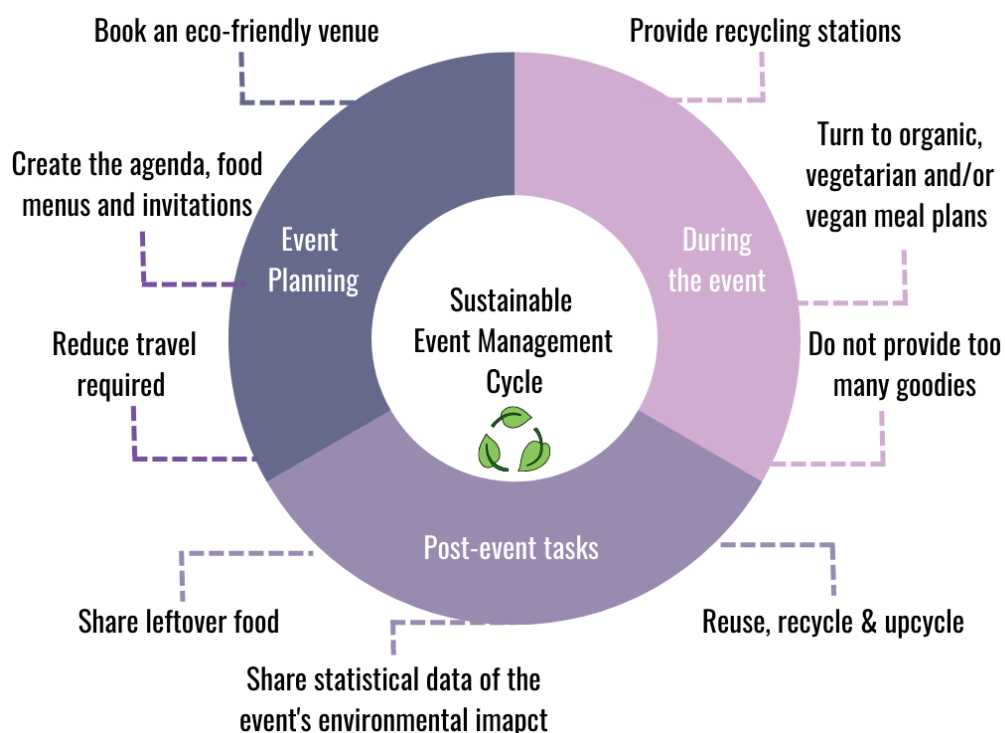 Book an eco-friendly venue
Provide recycling stations
Create the agenda, food
menus and invitations
Turn to organic,
vegetarian and/or
vegan meal plans
Event
Planning
During
the event
Sustainable
Event Management
Cycle
Reduce travel
required
Do not provide too
many goodies
Post-event tasks
Share leftover food
Reuse, recycle & upcycle
Share statistical data of the
event's environmental imapct